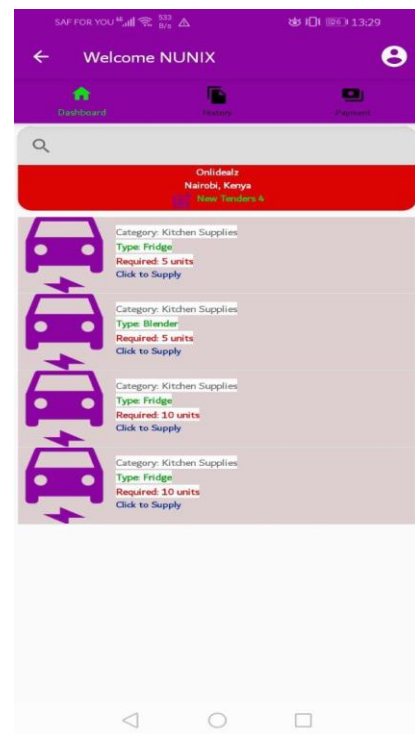 SAF FOR YOU 533 B/s 13:29
Welcome NUNIX
Dashboard History Payment
Onlidealz
Nairobi, Kenya
New Tenders 4
Category: Kitchen Supplies
Type: Fridge
Required: 5 units
Click to Supply
Category: Kitchen Supplies
Type: Blender
Required: 5 units
Click to Supply
Category: Kitchen Supplies
Type: Fridge
Required: 10 units
Click to Supply
Category: Kitchen Supplies
Type: Fridge
Required: 10 units
Click to Supply